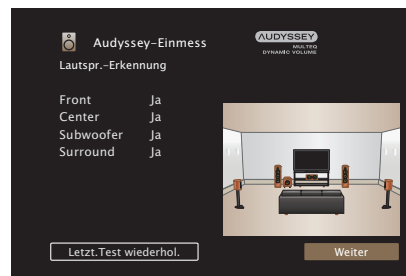 Audyssey-Einmess
AUDYSSEY
MULTEQ
DYNAMIC VOLUME
Lautspr.-Erkennung
Front Ja
Center Ja
Subwoofer Ja
Surround Ja
Letzt.Test wiederhol.
Weiter